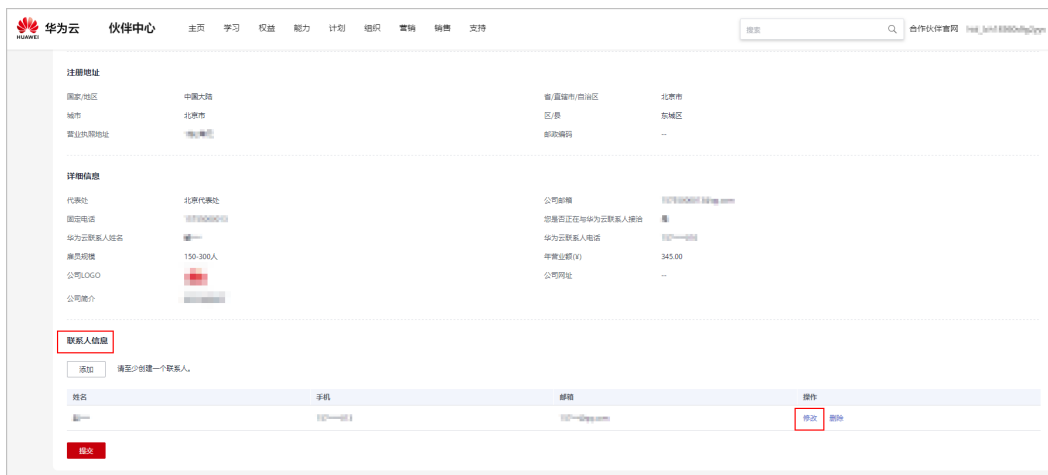 HUAWEI 华为云 伙伴中心 主页 学习 权益 能力 计划 组织 营销 销售 支持 搜索 合作伙伴官网
注册地址
国家/地区 中国大陆 省/直辖市/自治区 北京市
城市 北京市 区/县 东城区
营业执照地址 邮政编码 --
详细信息
代表处 北京代表处 公司邮箱
固定电话 您是否正在与华为云联系人接洽
华为云联系人姓名 华为云联系人电话
雇员规模 150-300人 年营业额(¥) 345.00
公司LOGO 公司网址 --
公司简介
联系人信息
添加 请至少创建一个联系人。
姓名 手机 邮箱 操作
修改 删除
提交